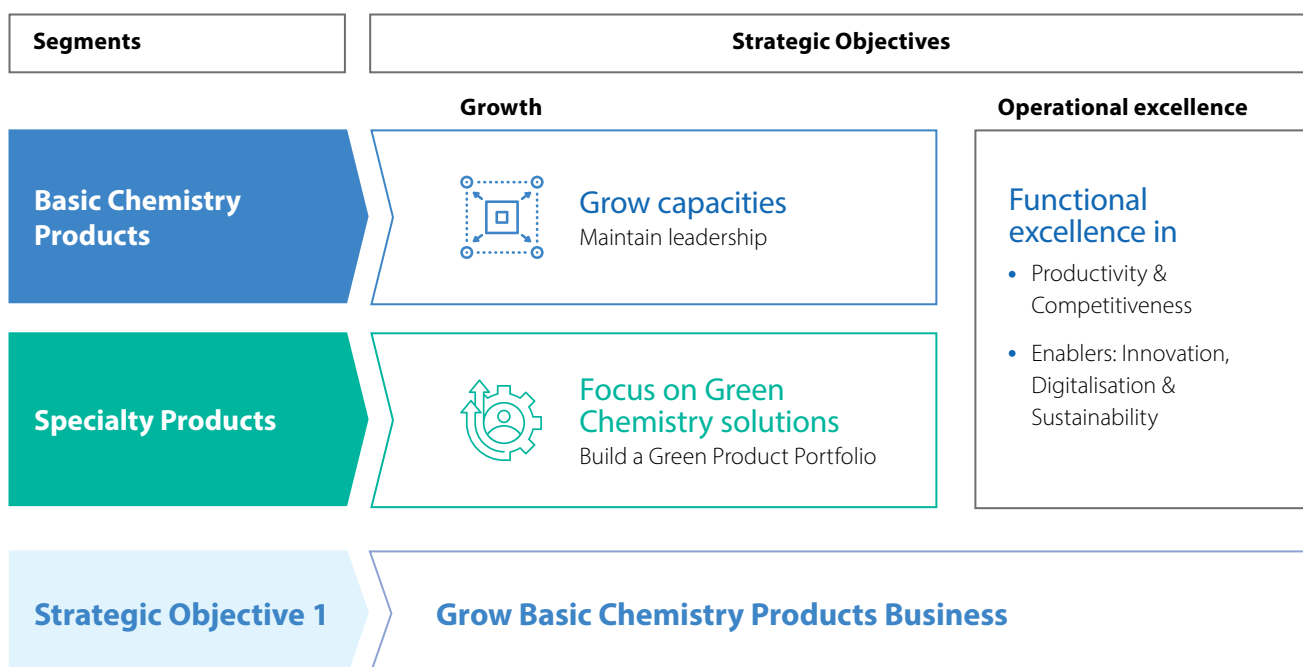 Segments
Strategic Objectives
Growth
Operational excellence
Basic Chemistry
Products
Grow capacities
Maintain leadership
Specialty Products
Focus on Green
Chemistry solutions
Build a Green Product Portfolio
Functional
excellence in
• Productivity &
Competitiveness
• Enablers: Innovation,
Digitalisation &
Sustainability
Strategic Objective 1
Grow Basic Chemistry Products Business